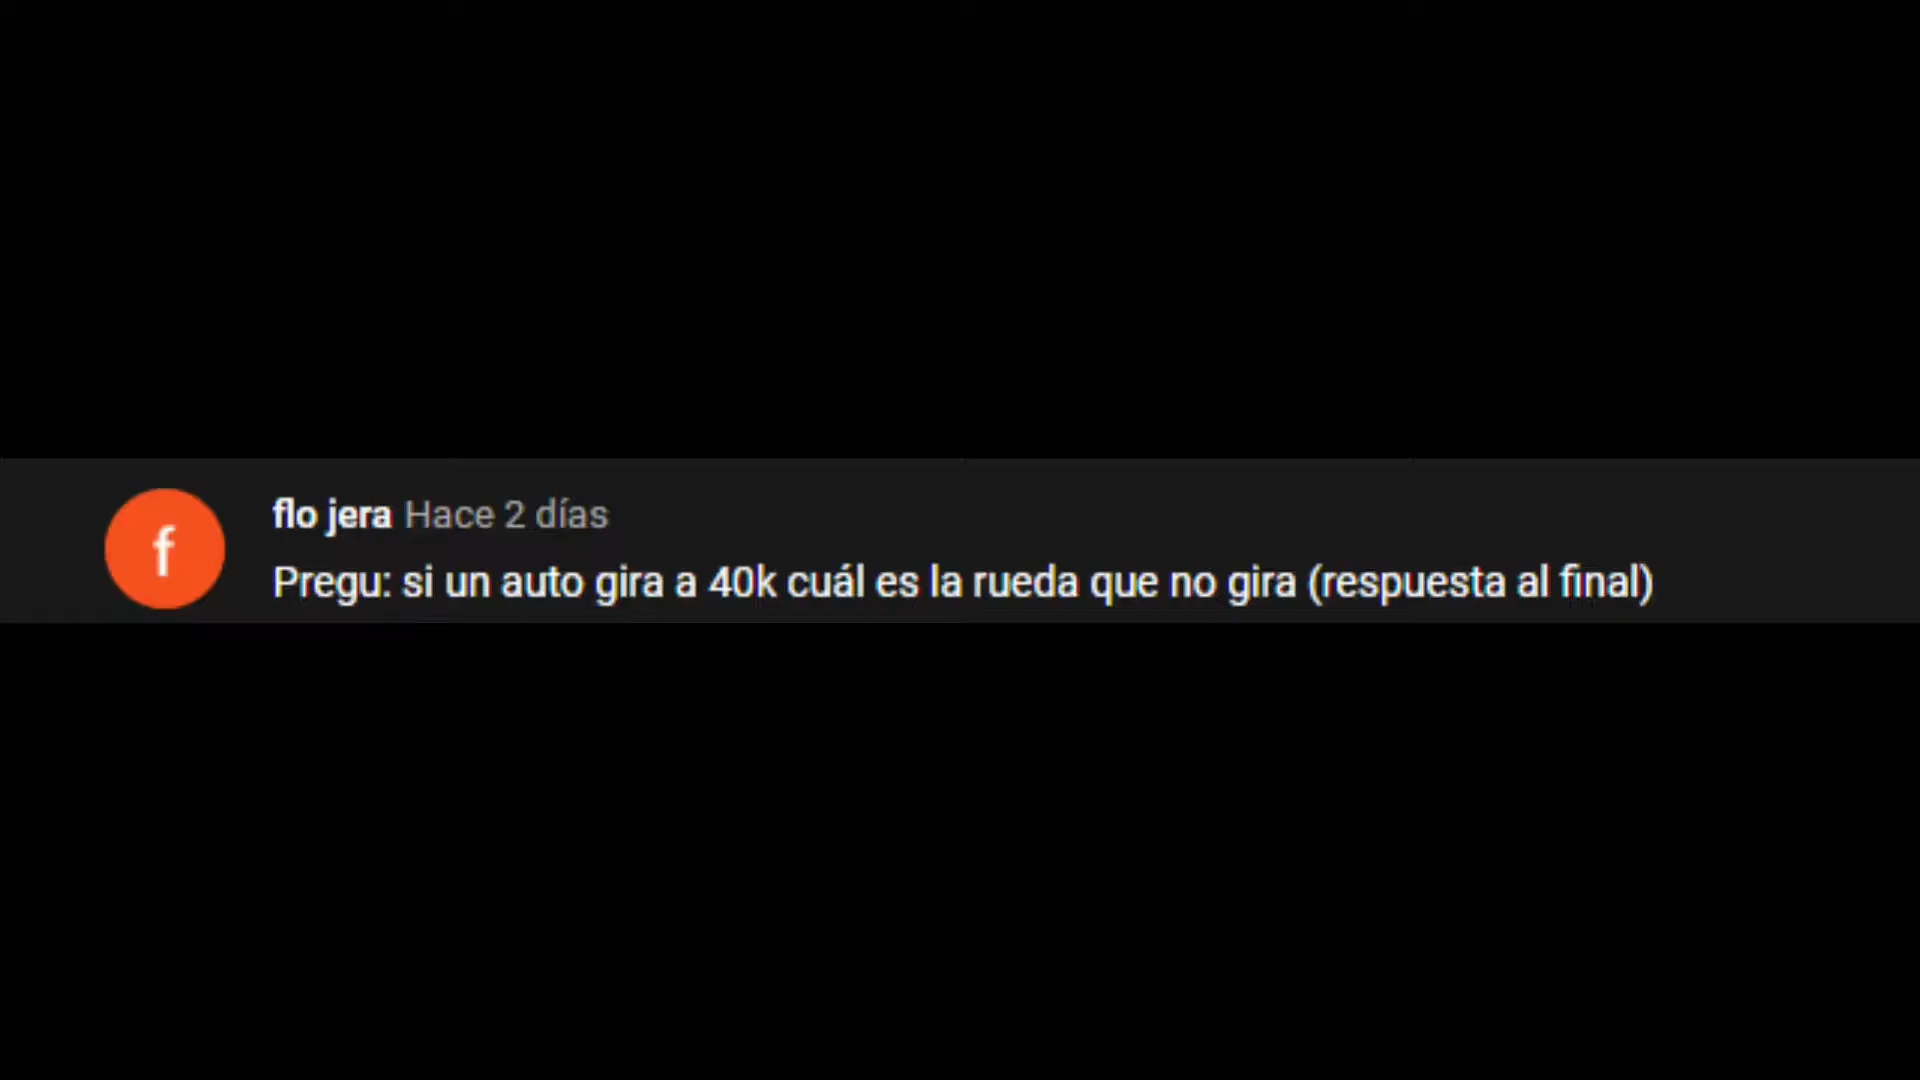 f
flo jera Hace 2 días
Pregu: si un auto gira a 40k cuál es la rueda que no gira (respuesta al final)